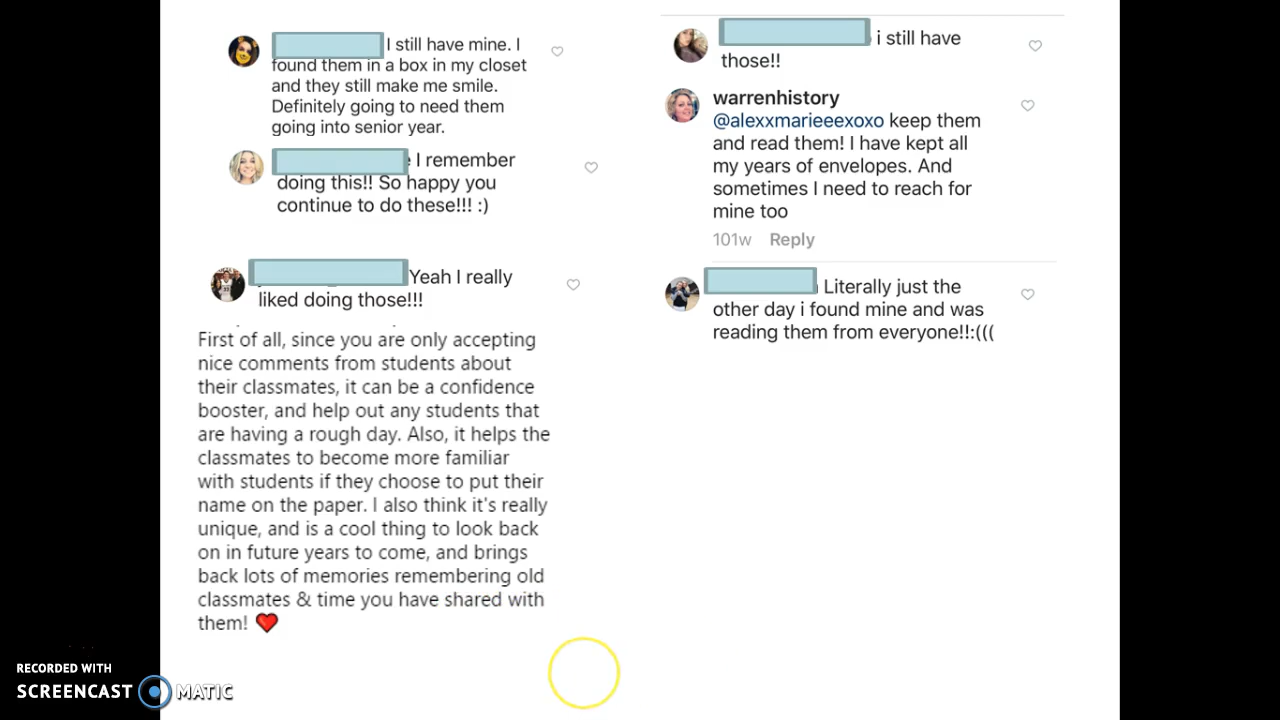 I still have mine. I
found them in a box in my closet
and they still make me smile.
Definitely going to need them
going into senior year.
I remember
doing this!! So happy you
continue to do these!!! :)
Yeah I really
liked doing those!!!
First of all, since you are only accepting
nice comments from students about
their classmates, it can be a confidence
booster, and help out any students that
are having a rough day. Also, it helps the
classmates to become more familiar
with students if they choose to put their
name on the paper. I also think it's really
unique, and is a cool thing to look back
on in future years to come, and brings
back lots of memories remembering old
classmates & time you have shared with
them! ❤️
i still have
those!!
warrenhistory
@alexxmarieeexoxo keep them
and read them! I have kept all
my years of envelopes. And
sometimes I need to reach for
mine too
101w Reply
Literally just the
other day i found mine and was
reading them from everyone!!:(((
RECORDED WITH
SCREENCAST MATIC